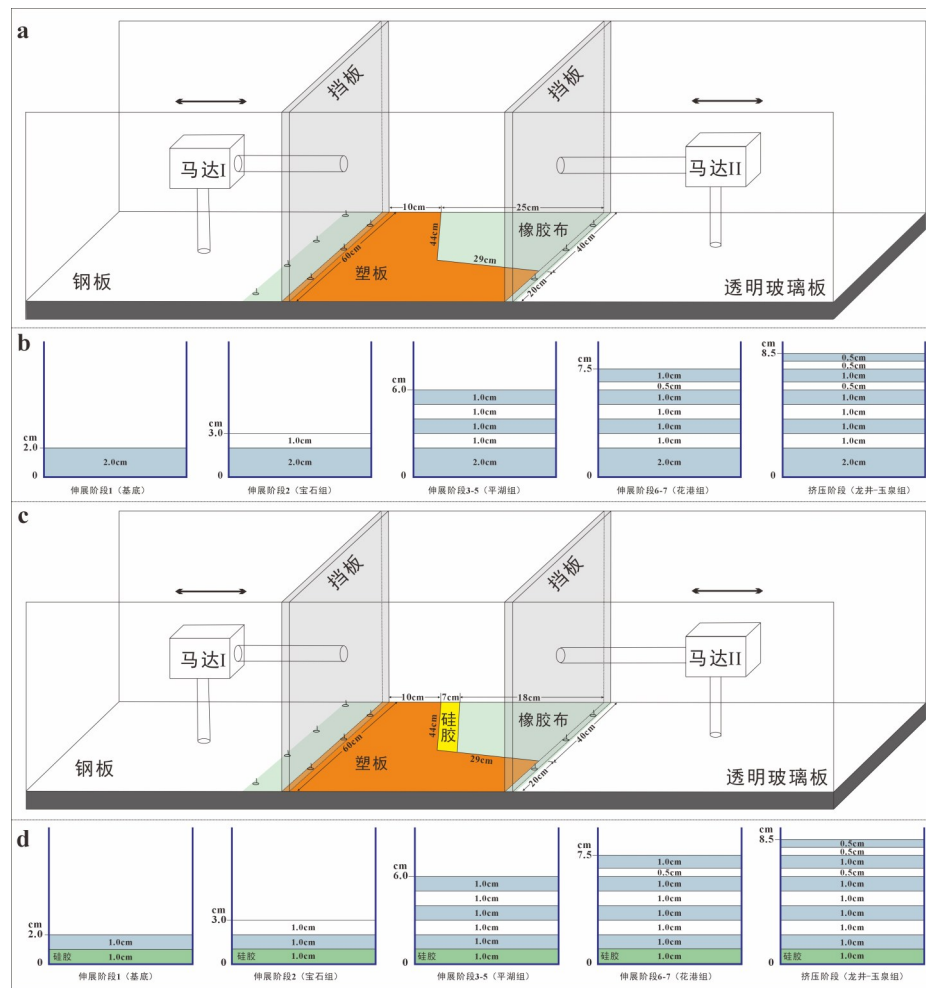 a
挡板
挡板
马达I
马达II
10cm
25cm
44cm
橡胶布
60cm
40cm
29cm
塑板
20cm
钢板
透明玻璃板
b
cm
8.5
0.5cm
0.5cm
1.0cm
0.5cm
1.0cm
1.0cm
1.0cm
1.0cm
2.0cm
0
挤压阶段(龙井-玉泉组)
cm
7.5
1.0cm
0.5cm
1.0cm
1.0cm
1.0cm
1.0cm
2.0cm
0
伸展阶段6-7(花港组)
cm
6.0
1.0cm
1.0cm
1.0cm
1.0cm
2.0cm
0
伸展阶段3-5(平湖组)
cm
3.0
1.0cm
2.0cm
0
伸展阶段2(宝石组)
cm
2.0
2.0cm
0
伸展阶段1(基底)
c
挡板
挡板
马达I
马达II
10cm
7cm
18cm
44cm
硅胶
橡胶布
60cm
40cm
29cm
塑板
20cm
钢板
透明玻璃板
d
cm
2.0
1.0cm
硅胶
1.0cm
0
伸展阶段1(基底)
cm
3.0
1.0cm
1.0cm
硅胶
1.0cm
0
伸展阶段2(宝石组)
cm
6.0
1.0cm
1.0cm
1.0cm
1.0cm
1.0cm
硅胶
1.0cm
0
伸展阶段3-5(平湖组)
cm
7.5
1.0cm
0.5cm
1.0cm
1.0cm
1.0cm
1.0cm
1.0cm
硅胶
1.0cm
0
伸展阶段6-7(花港组)
cm
8.5
0.5cm
0.5cm
1.0cm
0.5cm
1.0cm
1.0cm
1.0cm
1.0cm
1.0cm
硅胶
1.0cm
0
挤压阶段(龙井-玉泉组)